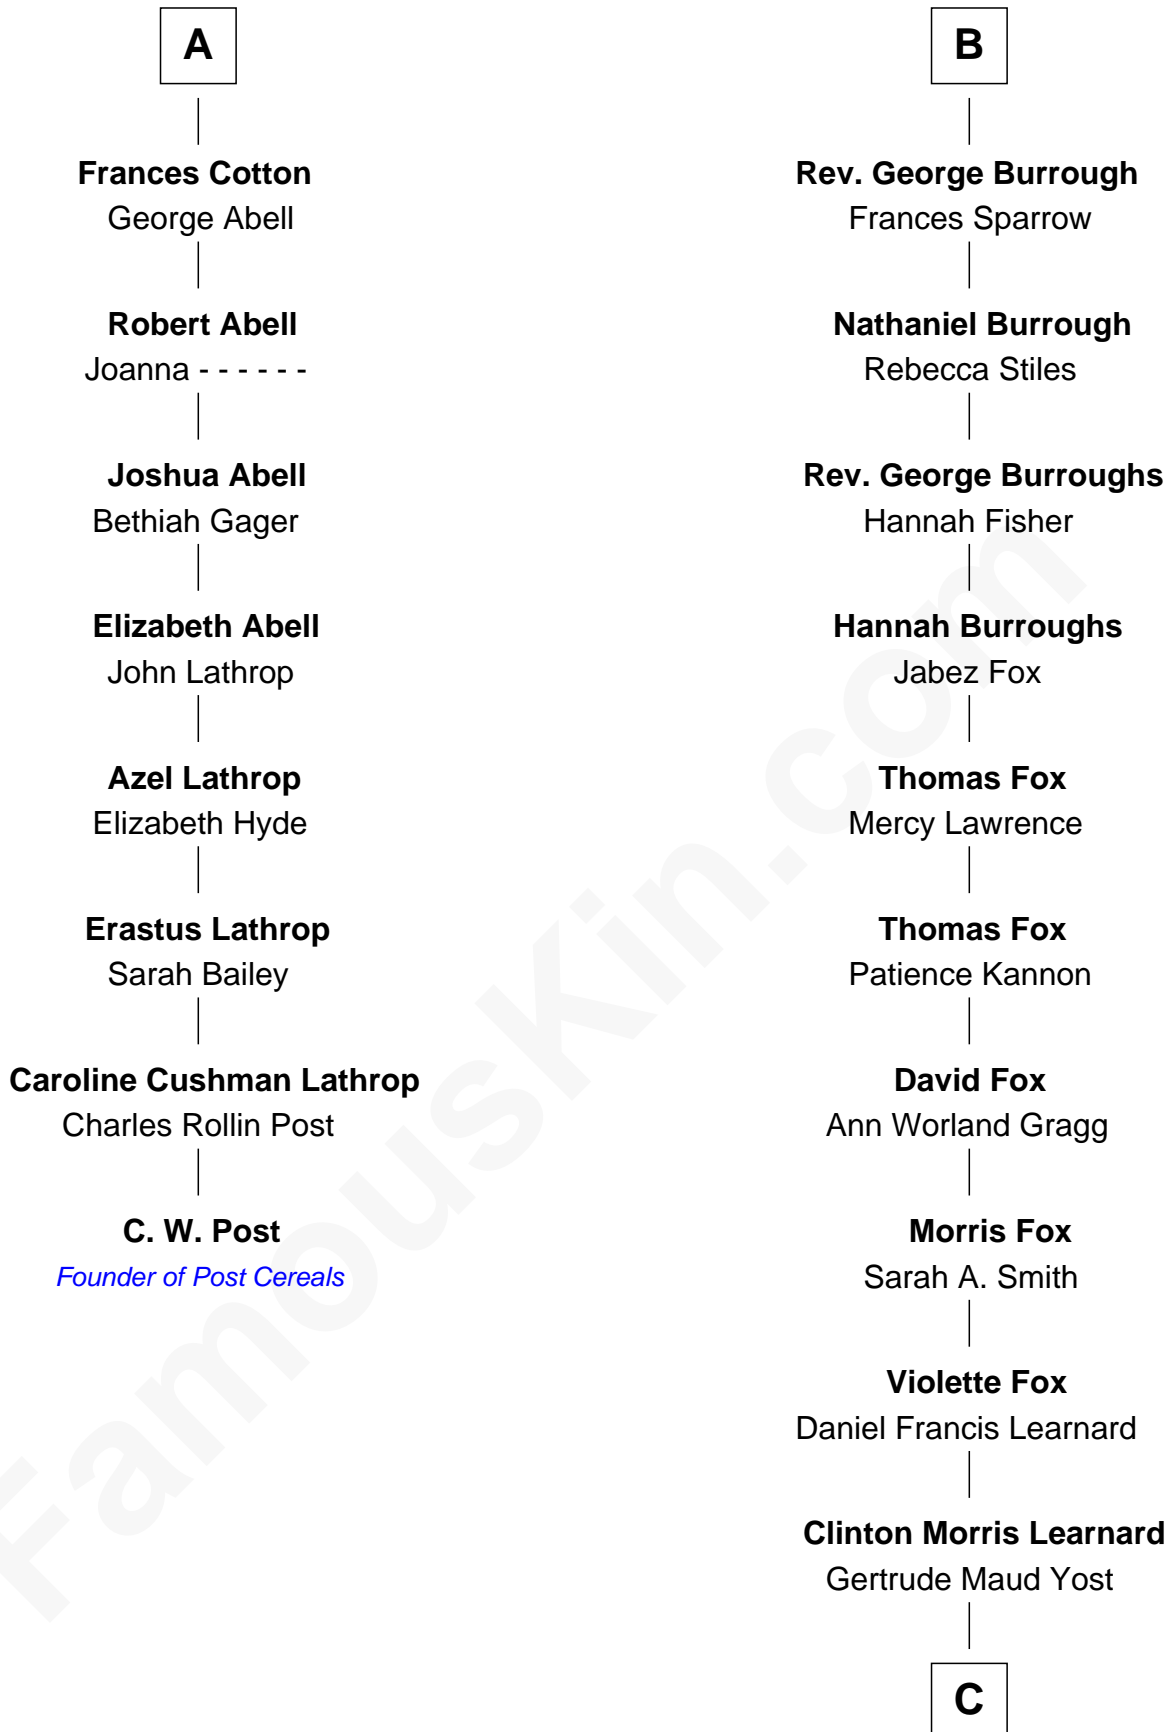 A
Frances Cotton
George Abell
Robert Abell
Joanna - - - - - -
Joshua Abell
Bethiah Gager
Elizabeth Abell
John Lathrop
Azel Lathrop
Elizabeth Hyde
Erastus Lathrop
Sarah Bailey
Caroline Cushman Lathrop
Charles Rollin Post
C. W. Post
Founder of Post Cereals
B
Rev. George Burrough
Frances Sparrow
Nathaniel Burrough
Rebecca Stiles
Rev. George Burroughs
Hannah Fisher
Hannah Burroughs
Jabez Fox
Thomas Fox
Mercy Lawrence
Thomas Fox
Patience Kannon
David Fox
Ann Worland Gragg
Morris Fox
Sarah A. Smith
Violette Fox
Daniel Francis Learnard
Clinton Morris Learnard
Gertrude Maud Yost
C
FamousKin.com